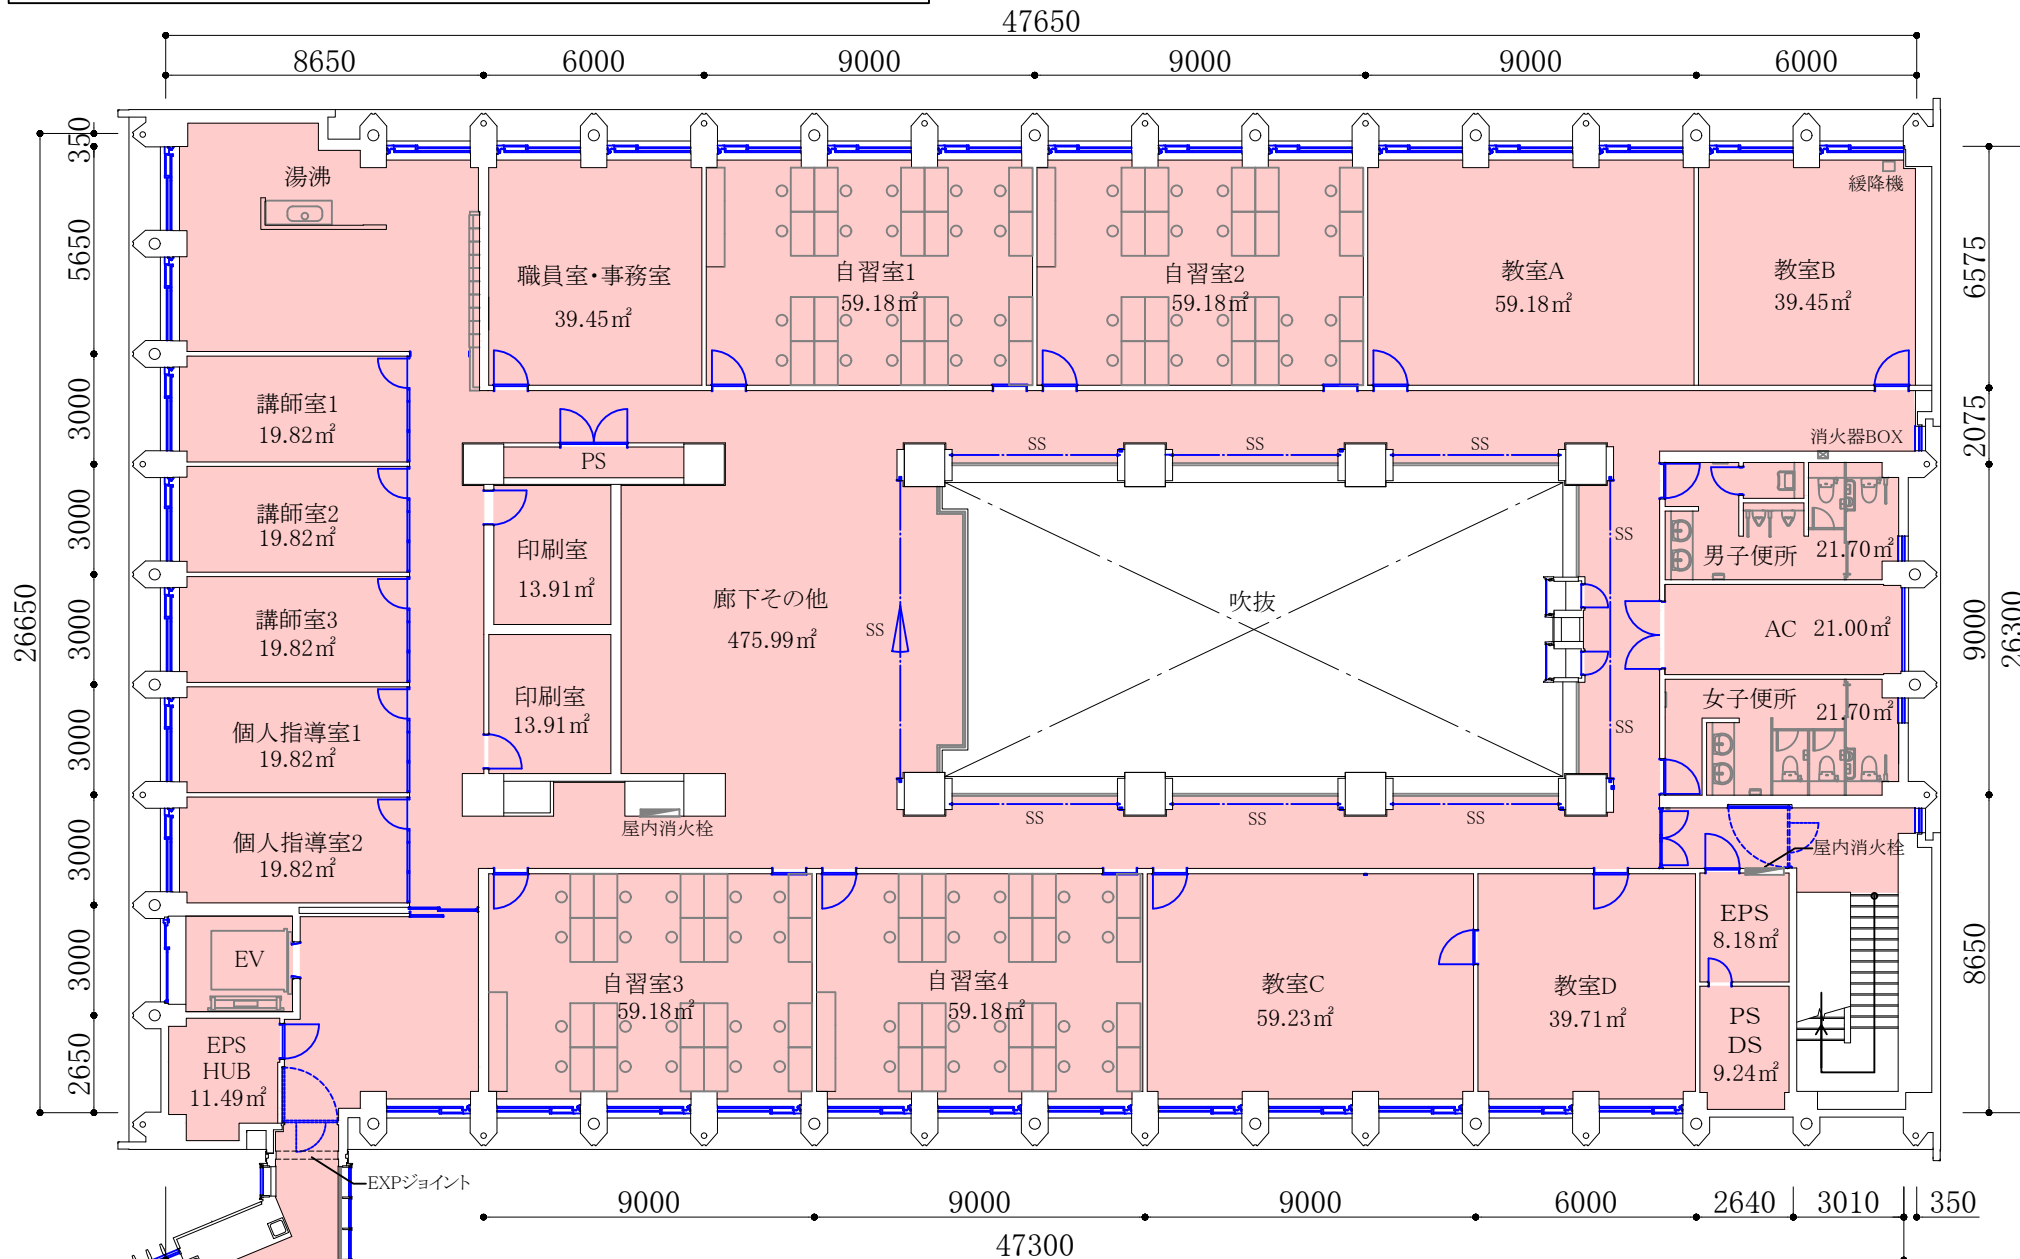 47650
8650 6000 9000 9000 9000 6000
350
湯沸
緩降機
5650
6575
職員室・事務室
39.45㎡
自習室1
59.18㎡
自習室2
59.18㎡
教室A
59.18㎡
教室B
39.45㎡
3000
講師室1
19.82㎡
2075
SS SS SS
消火器BOX
PS
3000
講師室2
19.82㎡
印刷室
13.91㎡
SS
男子便所 21.70㎡
26650
3000
講師室3
19.82㎡
廊下その他
475.99㎡
SS
吹抜
AC 21.00㎡
9000
26300
3000
個人指導室1
19.82㎡
印刷室
13.91㎡
SS
女子便所
21.70㎡
3000
個人指導室2
19.82㎡
屋内消火栓
SS SS SS
屋内消火栓
3000
EV
自習室3
59.18㎡
自習室4
59.18㎡
教室C
59.23㎡
教室D
39.71㎡
EPS
8.18㎡
8650
2650
EPS
HUB
11.49㎡
PS
DS
9.24㎡
EXPジョイント
9000 9000 9000 6000 2640 3010 350
47300